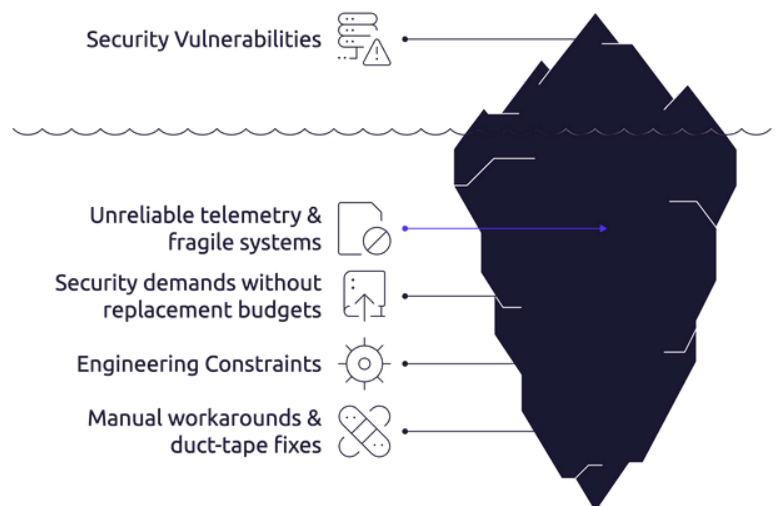 Security Vulnerabilities
Unreliable telemetry &
fragile systems
Security demands without
replacement budgets
Engineering Constraints
Manual workarounds &
duct-tape fixes